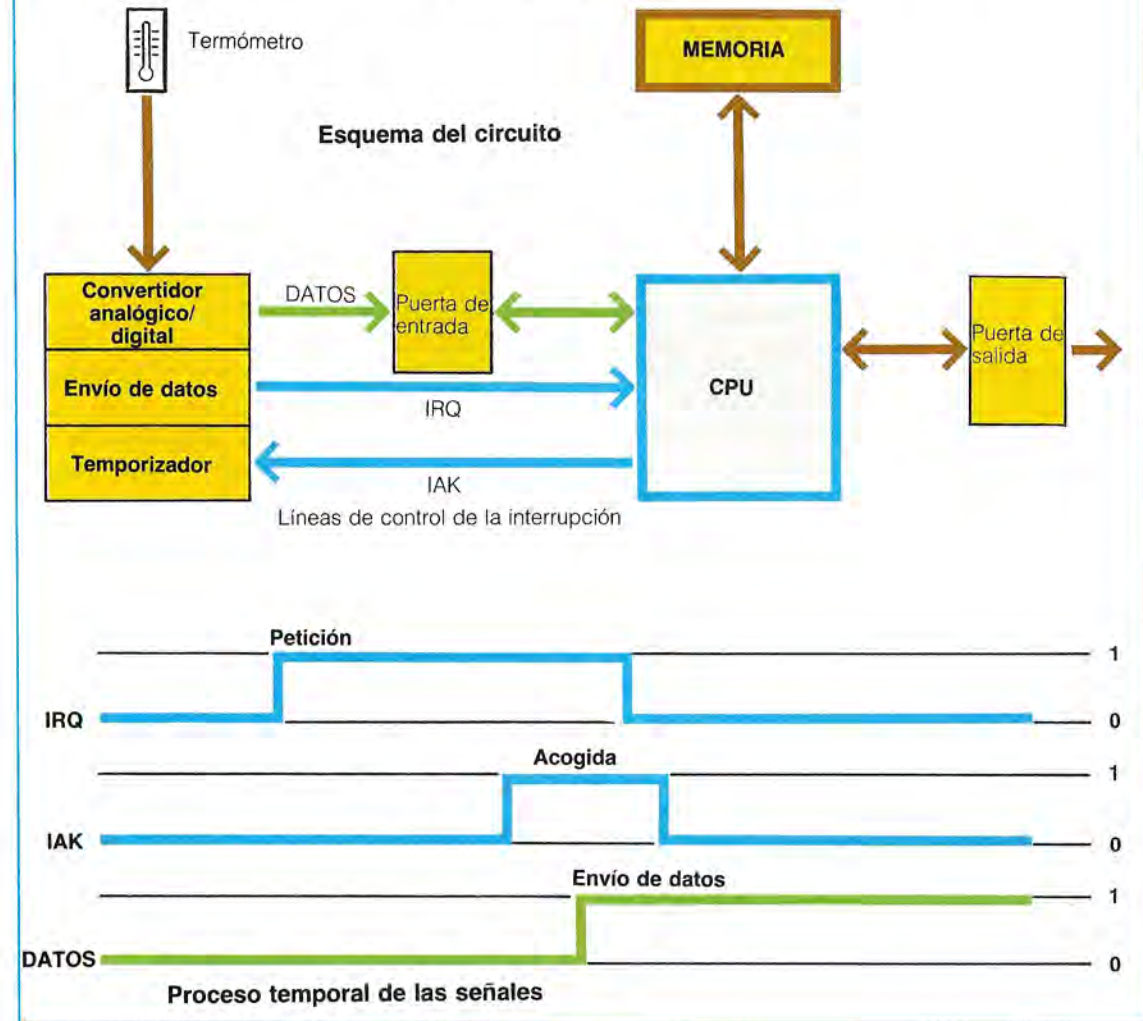 Termómetro
MEMORIA
Esquema del circuito
Convertidor
analógico/
digital
DATOS
Puerta de
entrada
Envío de datos
IRQ
CPU
Puerta de
salida
Temporizador
IAK
Líneas de control de la interrupción
Petición
1
IRQ
0
Acogida
1
IAK
0
Envío de datos
1
DATOS
0
Proceso temporal de las señales